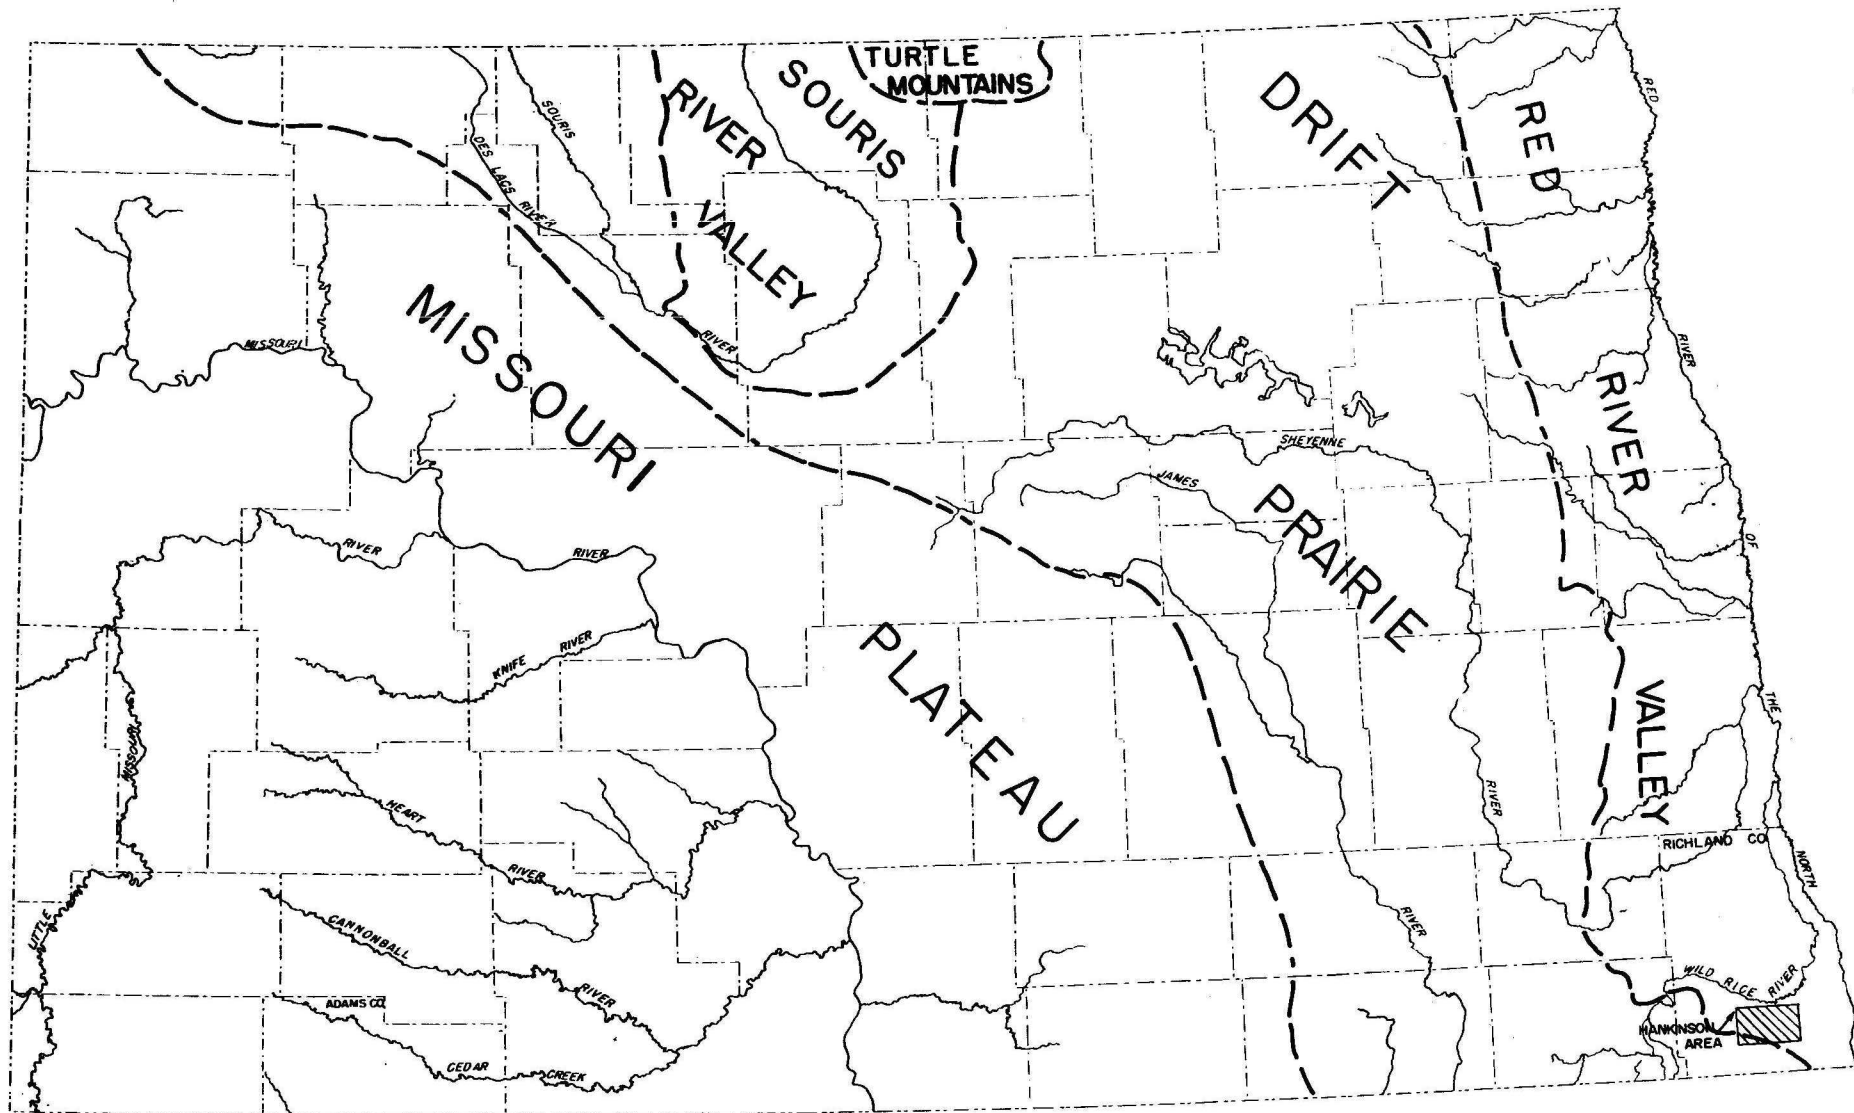 TURTLE
MOUNTAINS
SOURIS
RIVER
VALLEY
DRIFT
PRAIRIE
RED
RIVER
VALLEY
MISSOURI
PLATEAU
SOURIS
RIVER
DES LACS
RIVER
MISSOURI
RIVER
RED
RIVER
OF
THE
NORTH
SHEYENNE
RIVER
JAMES
RIVER
RIVER
KNIFE RIVER
LITTLE
MISSOURI
HEART
RIVER
CANNONBALL
RIVER
ADAMS CO.
CEDAR CREEK
RICHLAND CO.
WILD RICE RIVER
HANKINSON
AREA